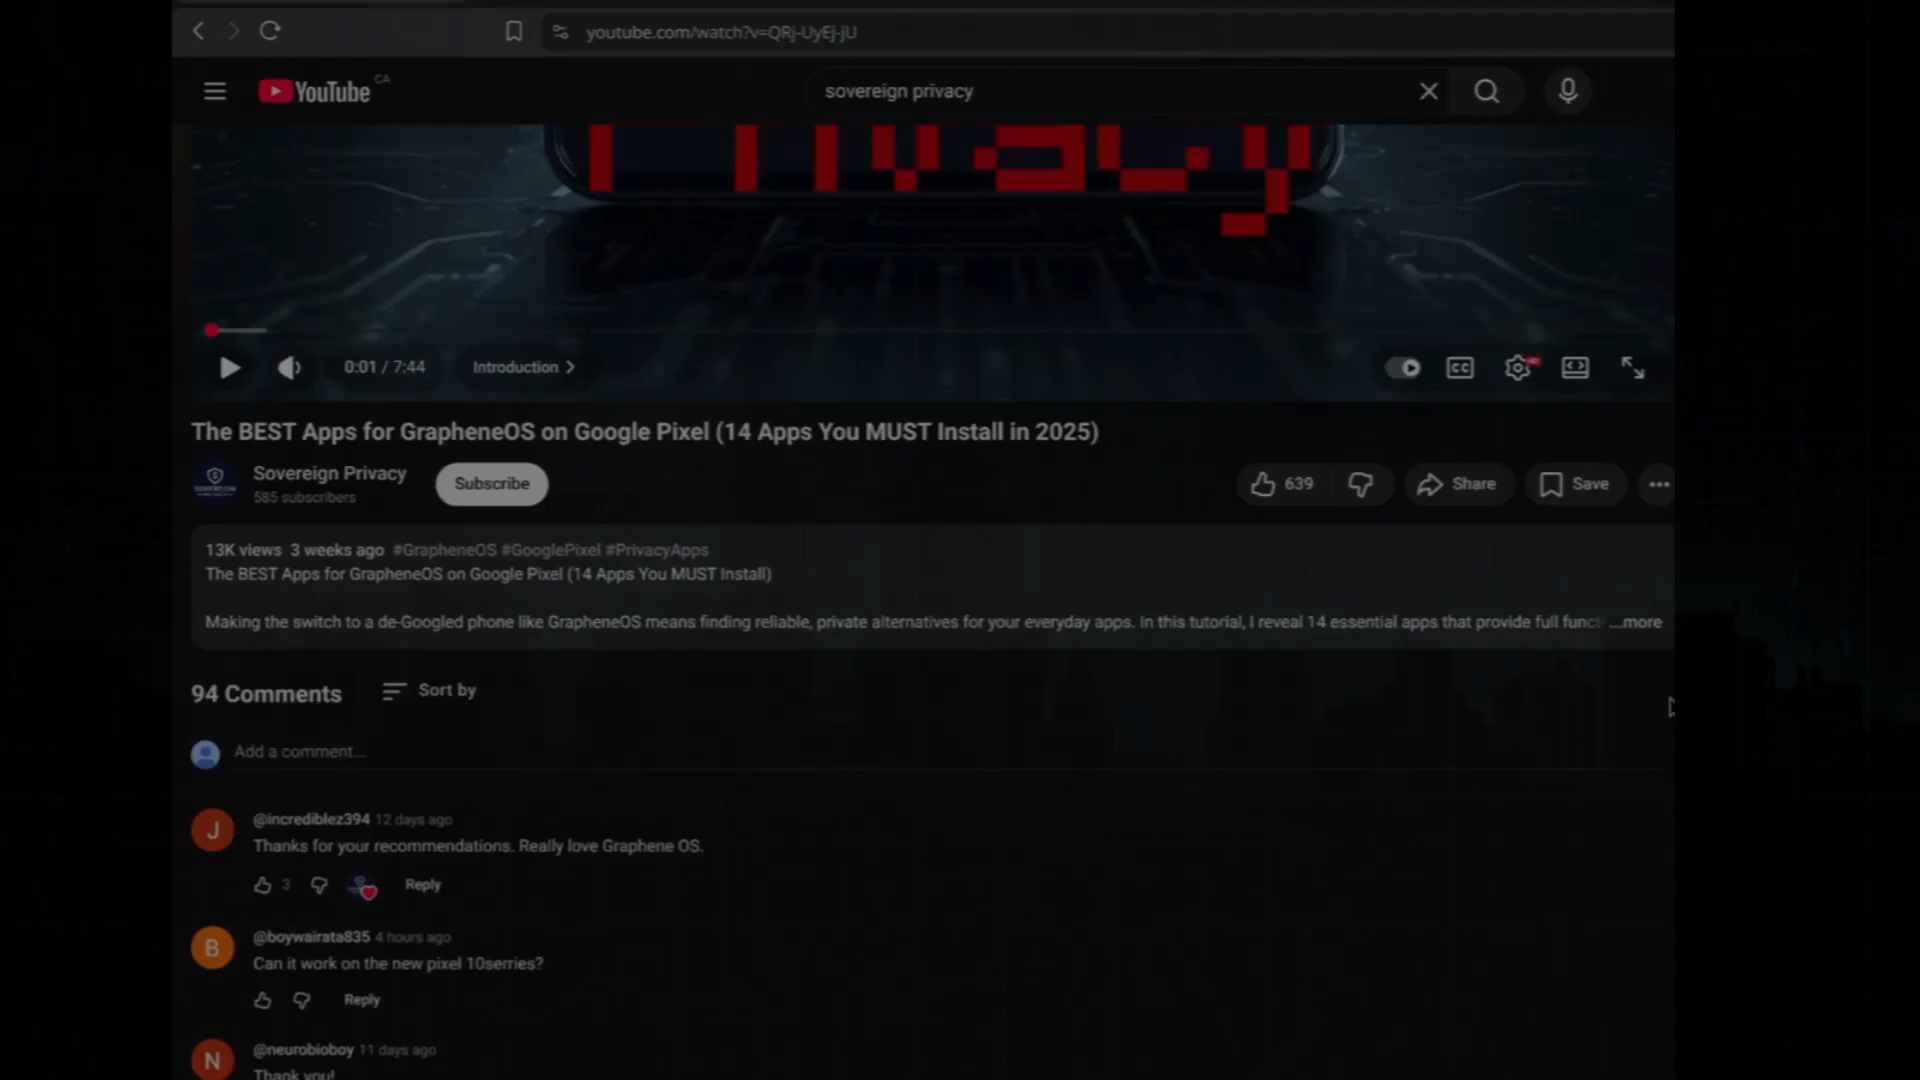 youtube.com/watch?v=QRj-UyEj-jU
YouTube CA
sovereign privacy
Privacy
0:01 / 7:44
Introduction
CC
HD
The BEST Apps for GrapheneOS on Google Pixel (14 Apps You MUST Install in 2025)
SOVEREIGN
Sovereign Privacy
585 subscribers
Subscribe
639
Share
Save
13K views 3 weeks ago #GrapheneOS #GooglePixel #PrivacyApps
The BEST Apps for GrapheneOS on Google Pixel (14 Apps You MUST Install)
Making the switch to a de-Googled phone like GrapheneOS means finding reliable, private alternatives for your everyday apps. In this tutorial, I reveal 14 essential apps that provide full functi ...more
94 Comments
Sort by
Add a comment...
J
@incrediblez394 12 days ago
Thanks for your recommendations. Really love Graphene OS.
3
Reply
B
@boywairata835 4 hours ago
Can it work on the new pixel 10serries?
Reply
N
@neurobioboy 11 days ago
Thank you!